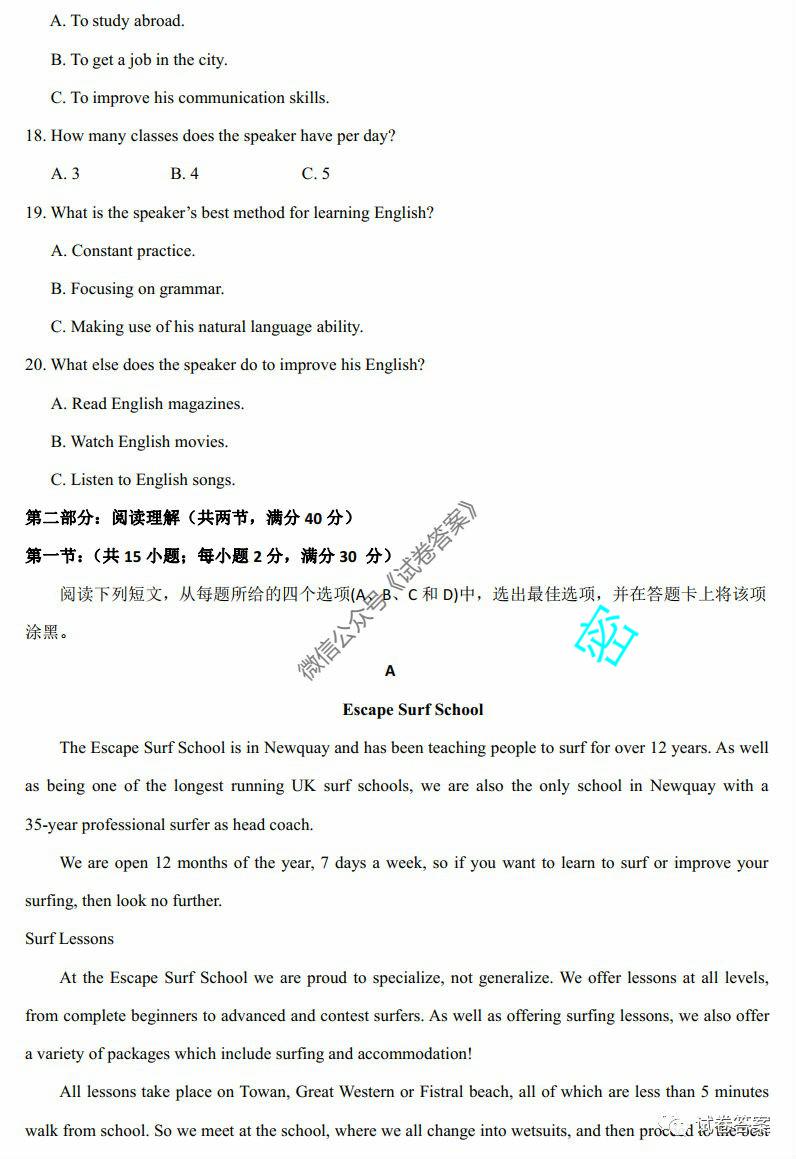 A. To study abroad.
B. To get a job in the city.
C. To improve his communication skills.
18. How many classes does the speaker have per day?
A. 3 B. 4 C. 5
19. What is the speaker's best method for learning English?
A. Constant practice.
B. Focusing on grammar.
C. Making use of his natural language ability.
20. What else does the speaker do to improve his English?
A. Read English magazines.
B. Watch English movies.
C. Listen to English songs.
第二部分：阅读理解（共两节，满分 40 分）
第一节：（共 15 小题；每小题 2 分，满分 30 分）
阅读下列短文，从每题所给的四个选项(A、B、C 和 D)中，选出最佳选项，并在答题卡上将该项
涂黑。
微信公众号《试卷答案》
密
A
Escape Surf School
The Escape Surf School is in Newquay and has been teaching people to surf for over 12 years. As well
as being one of the longest running UK surf schools, we are also the only school in Newquay with a
35-year professional surfer as head coach.
We are open 12 months of the year, 7 days a week, so if you want to learn to surf or improve your
surfing, then look no further.
Surf Lessons
At the Escape Surf School we are proud to specialize, not generalize. We offer lessons at all levels,
from complete beginners to advanced and contest surfers. As well as offering surfing lessons, we also offer
a variety of packages which include surfing and accommodation!
All lessons take place on Towan, Great Western or Fistral beach, all of which are less than 5 minutes
walk from school. So we meet at the school, where we all change into wetsuits, and then proceed to the best
试卷答案